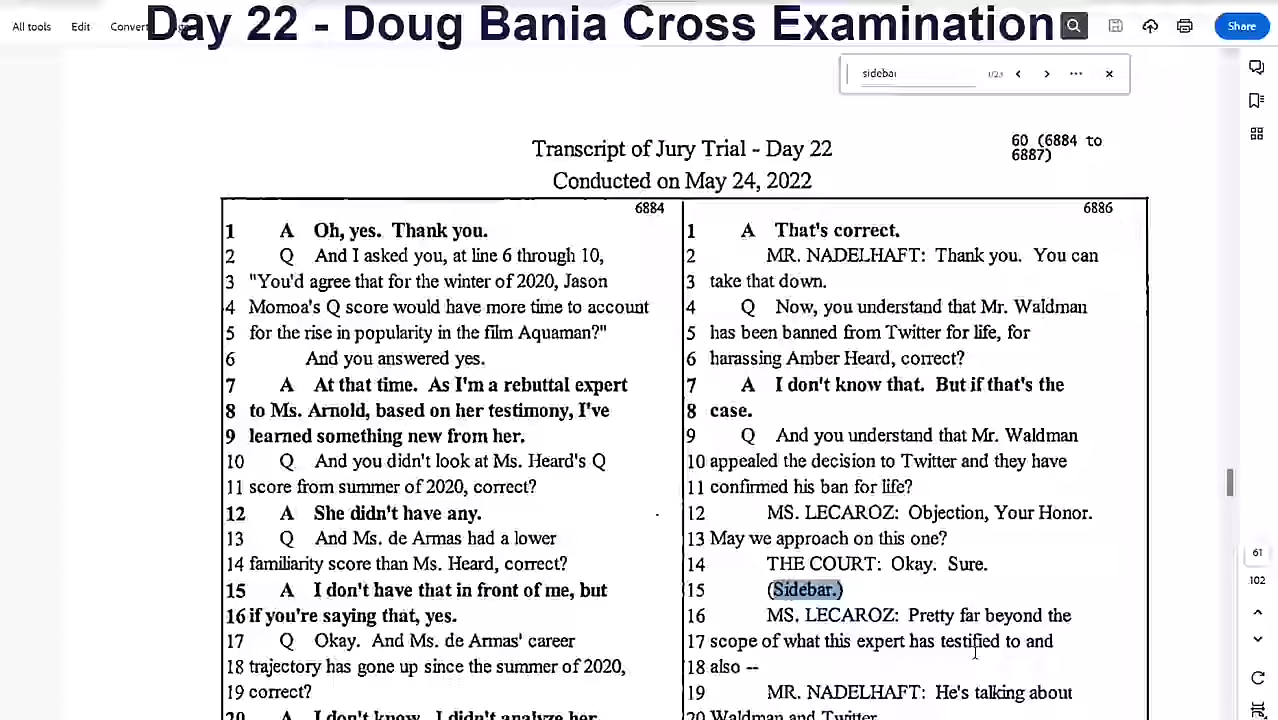 Day 22 - Doug Bania Cross Examination
All tools Edit Convert Share
sidebar
Transcript of Jury Trial - Day 22
Conducted on May 24, 2022
60 (6884 to
6887)
6884
1 A Oh, yes. Thank you.
2 Q And I asked you, at line 6 through 10,
3 "You'd agree that for the winter of 2020, Jason
4 Momoa's Q score would have more time to account
5 for the rise in popularity in the film Aquaman?"
6 And you answered yes.
7 A At that time. As I'm a rebuttal expert
8 to Ms. Arnold, based on her testimony, I've
9 learned something new from her.
10 Q And you didn't look at Ms. Heard's Q
11 score from summer of 2020, correct?
12 A She didn't have any.
13 Q And Ms. de Armas had a lower
14 familiarity score than Ms. Heard, correct?
15 A I don't have that in front of me, but
16 if you're saying that, yes.
17 Q Okay. And Ms. de Armas' career
18 trajectory has gone up since the summer of 2020,
19 correct?
20 A I don't know. I didn't analyze her
6886
1 A That's correct.
2 MR. NADELHAFT: Thank you. You can
3 take that down.
4 Q Now, you understand that Mr. Waldman
5 has been banned from Twitter for life, for
6 harassing Amber Heard, correct?
7 A I don't know that. But if that's the
8 case.
9 Q And you understand that Mr. Waldman
10 appealed the decision to Twitter and they have
11 confirmed his ban for life?
12 MS. LECAROZ: Objection, Your Honor.
13 May we approach on this one?
14 THE COURT: Okay. Sure.
15 (Sidebar.)
16 MS. LECAROZ: Pretty far beyond the
17 scope of what this expert has testified to and
18 also --
19 MR. NADELHAFT: He's talking about
20 Waldman and Twitter.
61
102